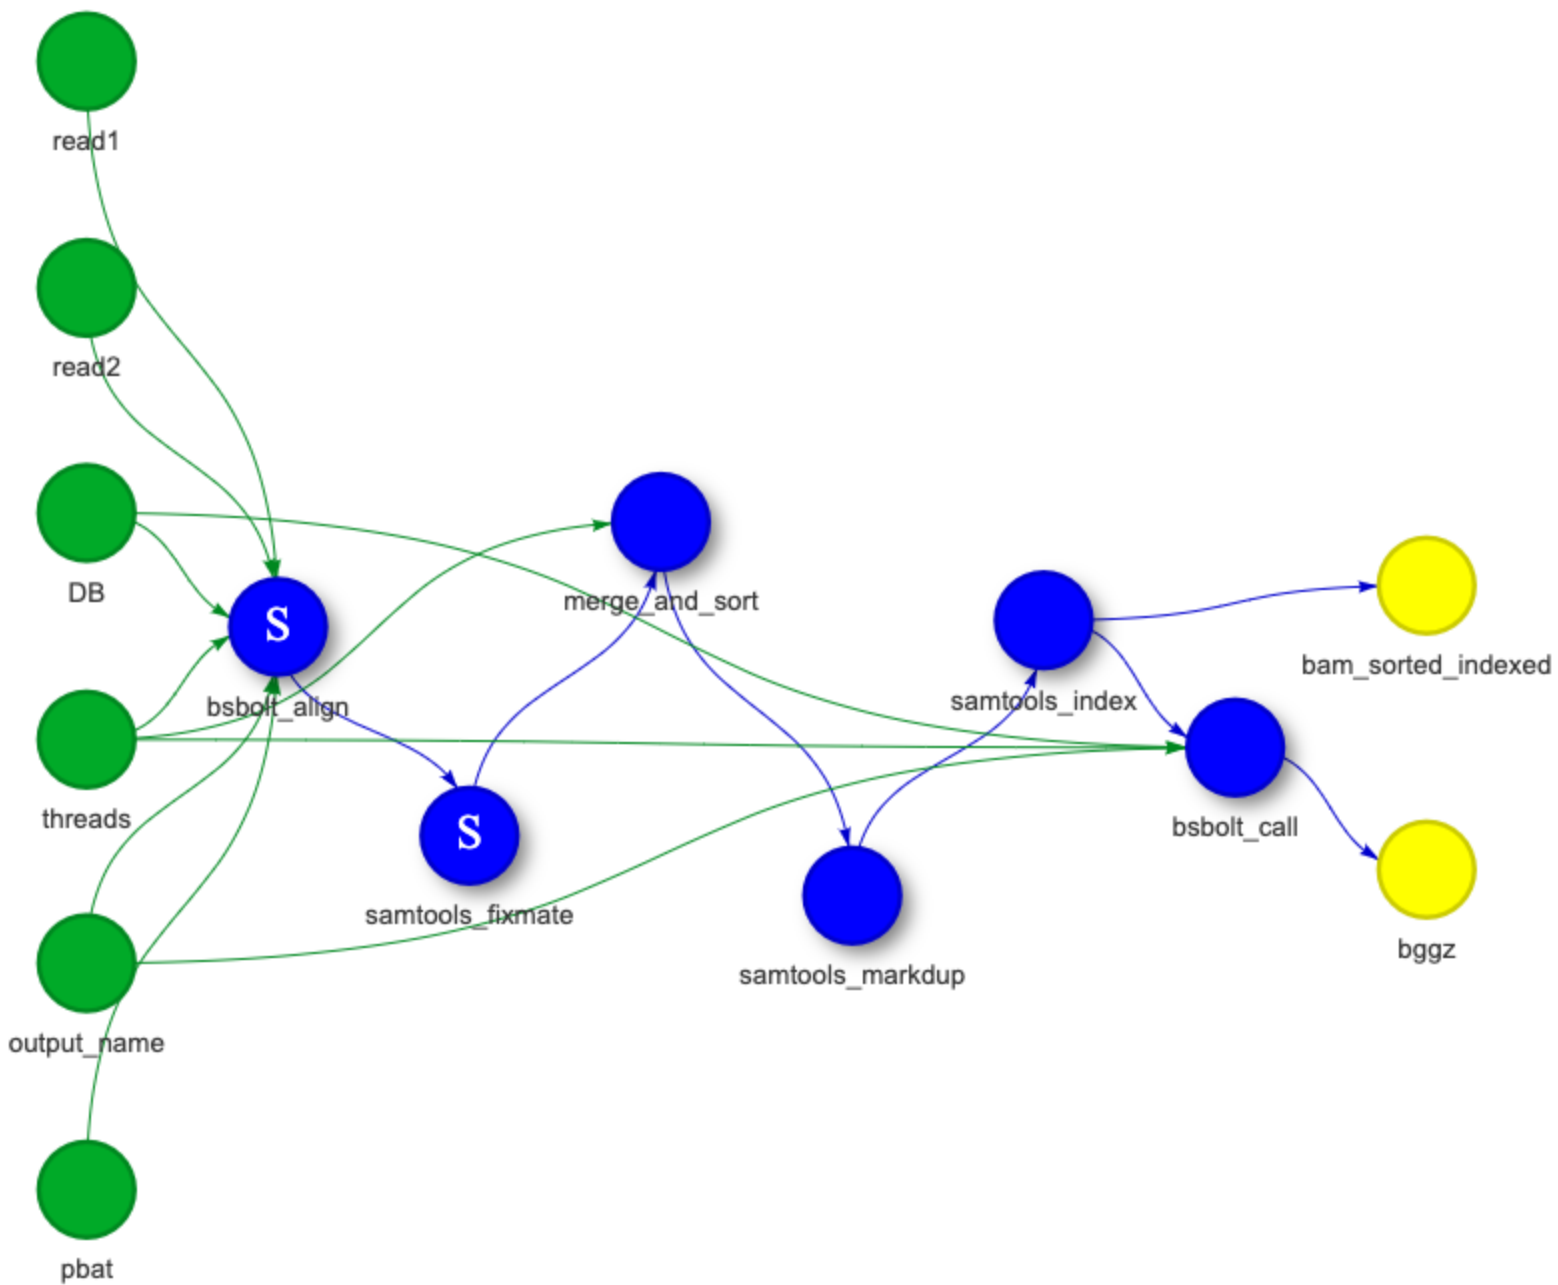 read1
read2
DB
threads
output_name
pbat
S
bsbolt_align
S
samtools_fixmate
merge_and_sort
samtools_markdup
samtools_index
bsbolt_call
bam_sorted_indexed
bggz